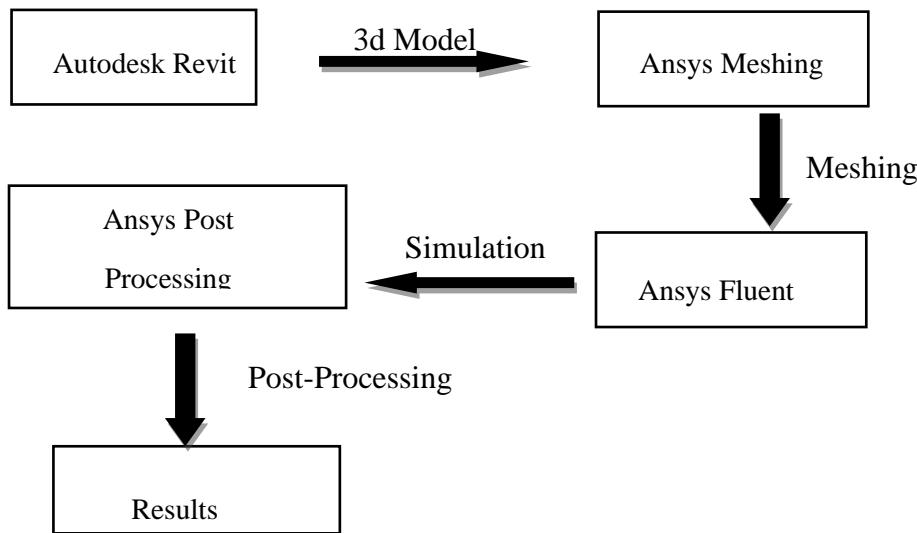 3d Model
Autodesk Revit
Ansys Meshing
Meshing
Ansys Post
Processing
Simulation
Ansys Fluent
Post-Processing
Results